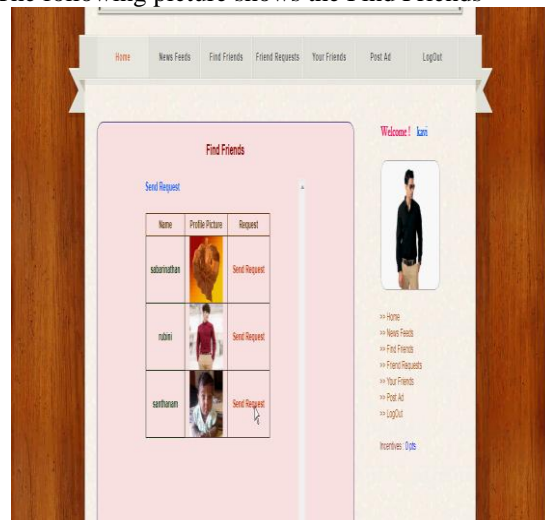 The following picture shows the Find Friends
Home News Feeds Find Friends Friend Requests Your Friends Post Ad LogOut
Welcome ! kavi
Find Friends
Send Request
Name Profile Picture Request
sabarinathan Send Request
rubini Send Request
santhanam Send Request
>> Home
>> News Feeds
>> Find Friends
>> Friend Requests
>> Your Friends
>> Post Ad
>> LogOut
Incentives : 0 pts